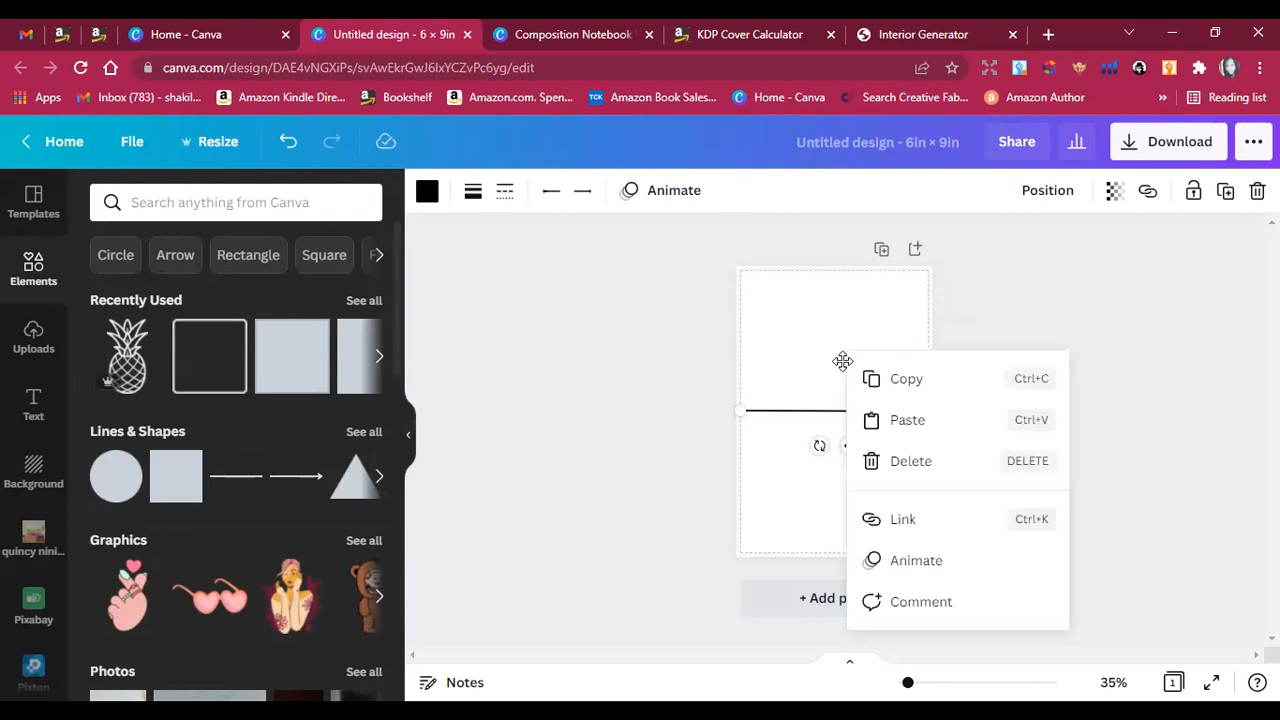 Home - Canva
Untitled design - 6 × 9in
Composition Notebook
KDP Cover Calculator
Interior Generator
canva.com/design/DAE4vNGXiPs/svAwEkrGwJ6lxYCZvPc6yg/edit
Apps
Inbox (783) - shakil...
Amazon Kindle Dire...
Bookshelf
Amazon.com. Spen...
TCK
Amazon Book Sales...
Home - Canva
Search Creative Fab...
Amazon Author
»
Reading list
Home
File
Resize
Untitled design - 6in × 9in
Share
Download
Templates
Elements
Uploads
Text
Background
quincy nini...
Pixabay
Pixton
Search anything from Canva
Circle
Arrow
Rectangle
Square
Recently Used
See all
Lines & Shapes
See all
Graphics
See all
Photos
See all
Animate
Position
Copy
Ctrl+C
Paste
Ctrl+V
Delete
DELETE
Link
Ctrl+K
Animate
Comment
+ Add p
Notes
35%
1